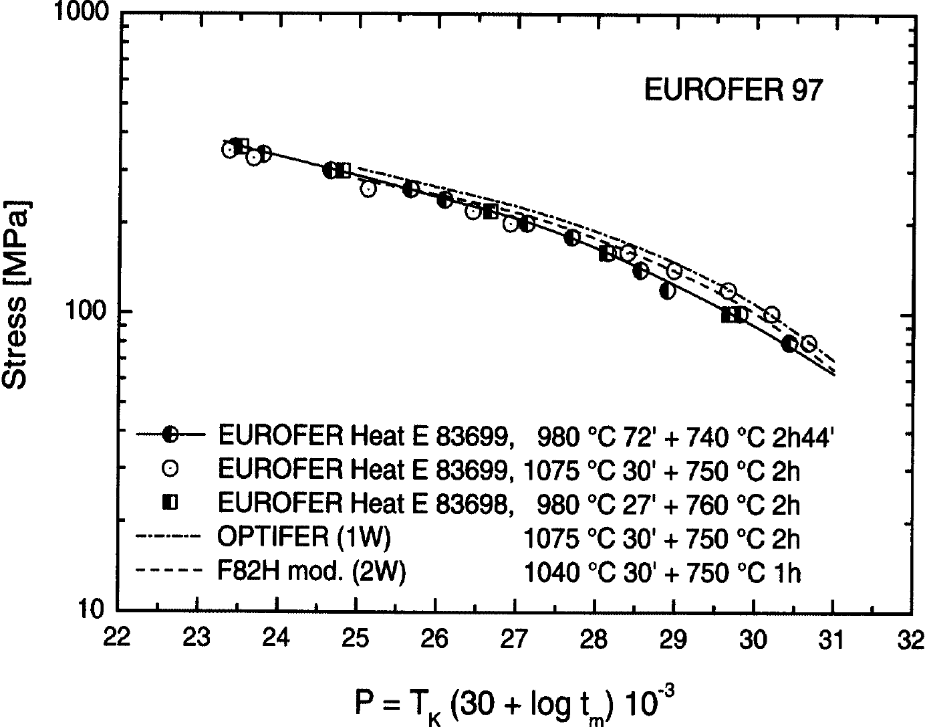 1000
EUROFER 97
Stress [MPa]
100
EUROFER Heat E 83699, 980 °C 72' + 740 °C 2h44'
EUROFER Heat E 83699, 1075 °C 30' + 750 °C 2h
EUROFER Heat E 83698, 980 °C 27' + 760 °C 2h
OPTIFER (1W) 1075 °C 30' + 750 °C 2h
F82H mod. (2W) 1040 °C 30' + 750 °C 1h
10
22 23 24 25 26 27 28 29 30 31 32
P = T_K (30 + log t_m) 10^-3